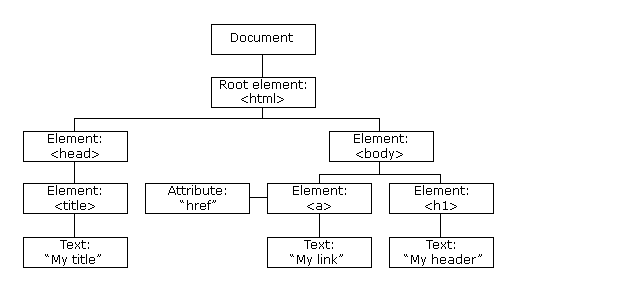 Document
Root element:
<html>
Element:
<head>
Element:
<body>
Element:
<title>
Attribute:
“href”
Element:
<a>
Element:
<h1>
Text:
“My title”
Text:
“My link”
Text:
“My header”